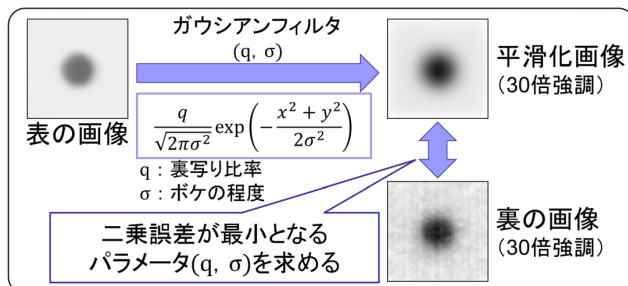 ガウシアンフィルタ
(q, σ)
表の画像
q/√(2πσ²) exp(−(x² + y²)/(2σ²))
q：裏写り比率
σ：ボケの程度
平滑化画像
(30倍強調)
二乗誤差が最小となる
パラメータ(q, σ)を求める
裏の画像
(30倍強調)